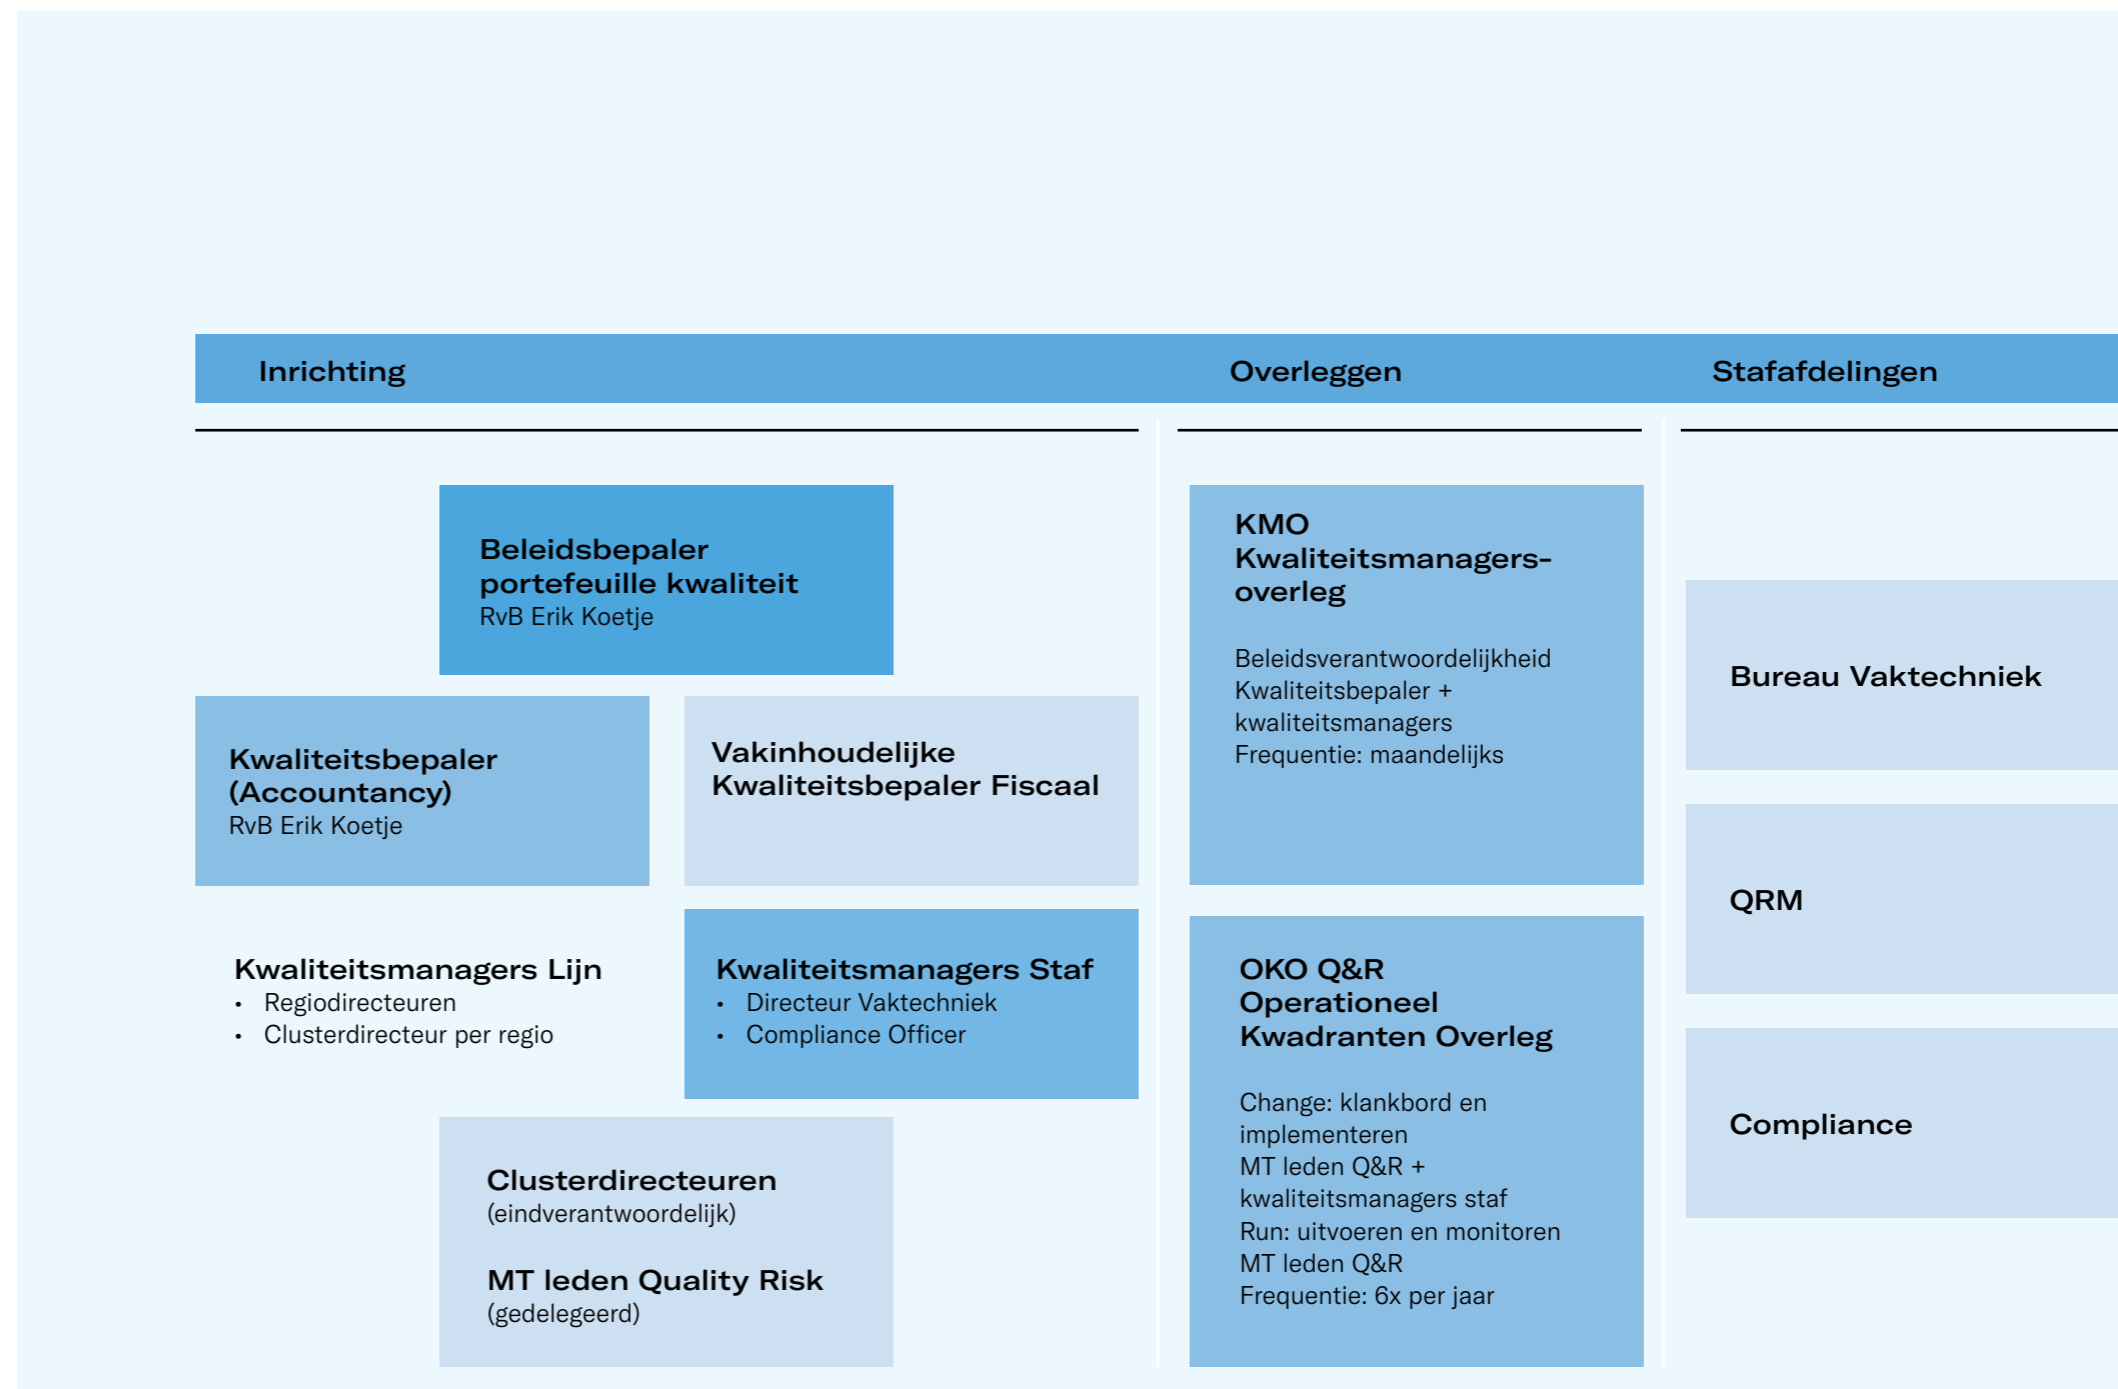 Inrichting
Overleggen
Stafafdelingen
Beleidsbepaler
portefeuille kwaliteit
RvB Erik Koetje
Kwaliteitsbepaler
(Accountancy)
RvB Erik Koetje
Vakinhoudelijke
Kwaliteitsbepaler Fiscaal
Kwaliteitsmanagers Lijn
• Regiodirecteuren
• Clusterdirecteur per regio
Kwaliteitsmanagers Staf
• Directeur Vaktechniek
• Compliance Officer
Clusterdirecteuren
(eindverantwoordelijk)
MT leden Quality Risk
(gedelegeerd)
KMO
Kwaliteitsmanagers-
overleg
Beleidsverantwoordelijkheid
Kwaliteitsbepaler +
kwaliteitsmanagers
Frequentie: maandelijks
OKO Q&R
Operationeel
Kwadranten Overleg
Change: klankbord en
implementeren
MT leden Q&R +
kwaliteitsmanagers staf
Run: uitvoeren en monitoren
MT leden Q&R
Frequentie: 6x per jaar
Bureau Vaktechniek
QRM
Compliance